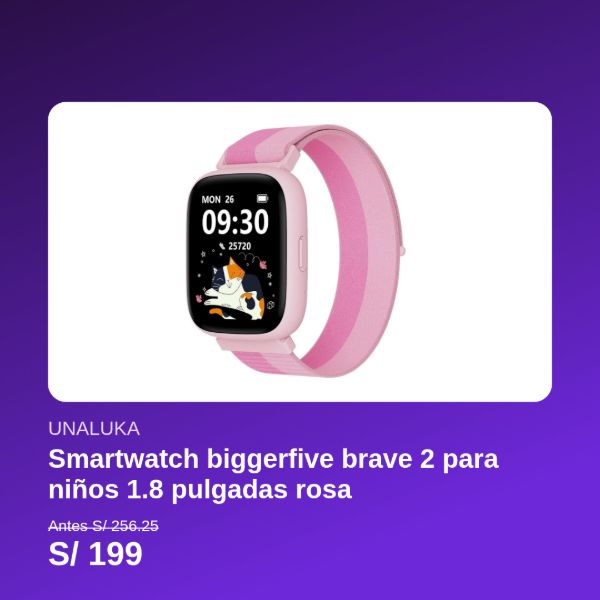 MON 26
09:30
25720
UNALUKA
Smartwatch biggerfive brave 2 para
niños 1.8 pulgadas rosa
Antes S/ 256.25
S/ 199